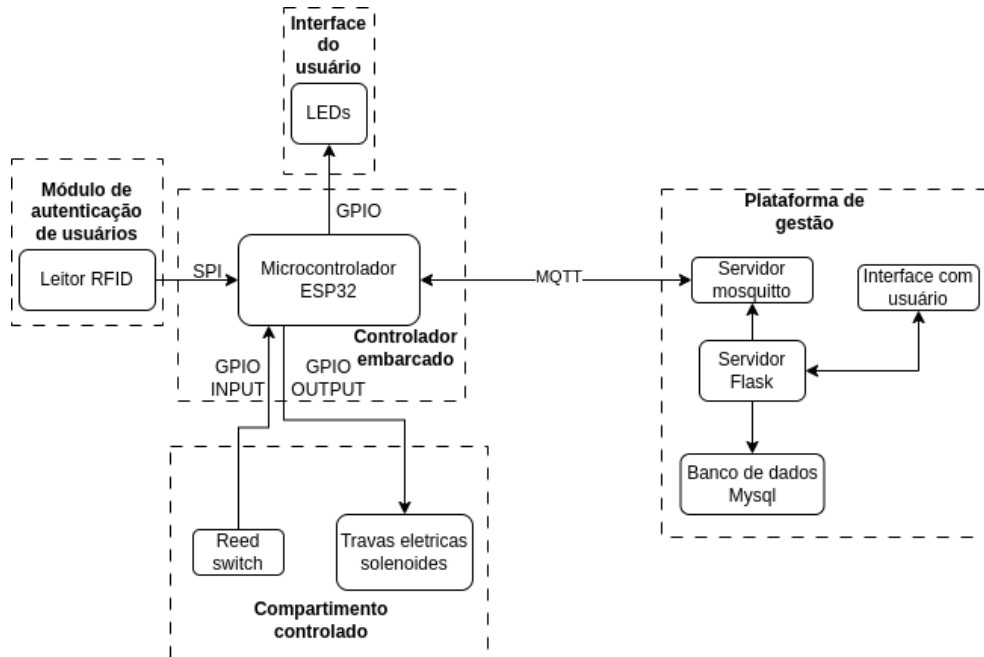 Interface
do
usuário
LEDs
Módulo de
autenticação
de usuários
Leitor RFID
SPI
GPIO
Microcontrolador
ESP32
Controlador
embarcado
GPIO
INPUT
GPIO
OUTPUT
MQTT
Plataforma de
gestão
Servidor
mosquitto
Interface com
usuário
Servidor
Flask
Banco de dados
Mysql
Reed
switch
Travas eletricas
solenoides
Compartimento
controlado